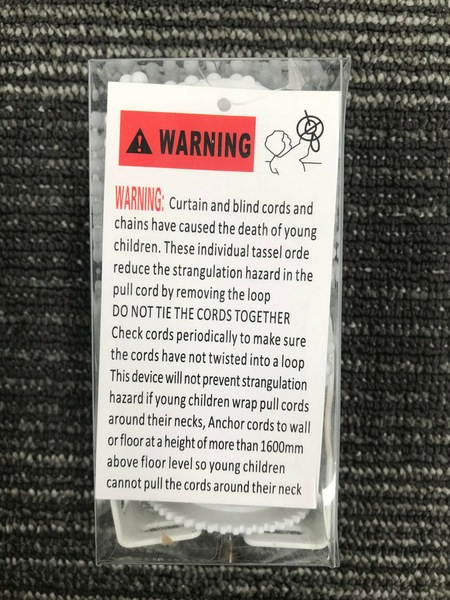 WARNING
WARNING: Curtain and blind cords and
chains have caused the death of young
children. These individual tassel orde
reduce the strangulation hazard in the
pull cord by removing the loop
DO NOT TIE THE CORDS TOGETHER
Check cords periodically to make sure
the cords have not twisted into a loop
This device will not prevent strangulation
hazard if young children wrap pull cords
around their necks, Anchor cords to wall
or floor at a height of more than 1600mm
above floor level so young children
cannot pull the cords around their neck